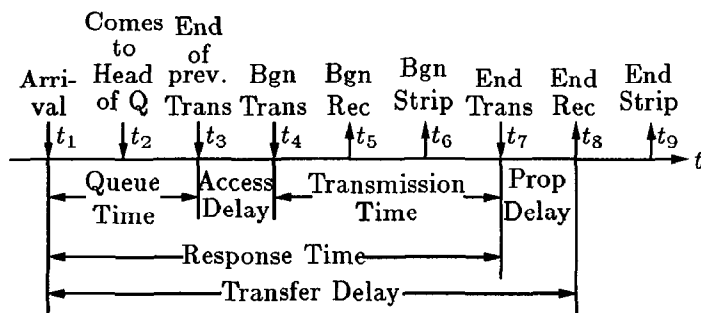 Comes End
to of
Arri- Head prev. Bgn Bgn Bgn End End End
val of Q Trans Trans Rec Strip Trans Rec Strip
t1 t2 t3 t4 t5 t6 t7 t8 t9
t
Queue Access Transmission Prop
Time Delay Time Delay
Response Time
Transfer Delay